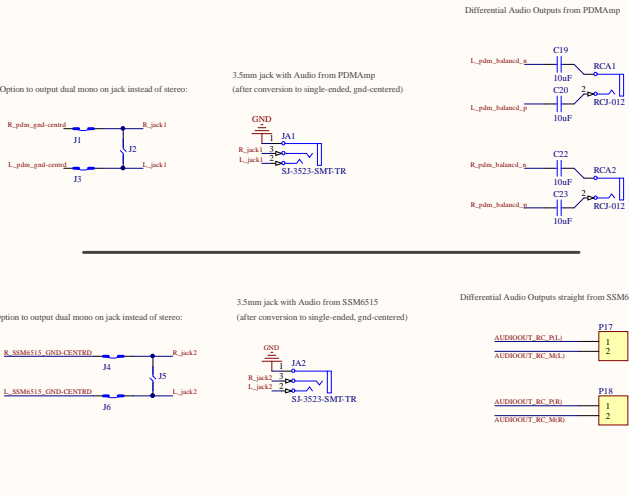 Differential Audio Outputs from PDMAmp
C19
L_pdm_balancd_n
RCA1
10uF
C20
2
RCJ-012
L_pdm_balancd_p
10uF
Option to output dual mono on jack instead of stereo:
3.5mm jack with Audio from PDMAmp
(after conversion to single-ended, gnd-centered)
R_pdm_gnd-centrd
R_jack1
J1
J2
L_pdm_gnd-centrd
L_jack1
J3
GND
JA1
1
R_jack1 3
L_jack1 2
SJ-3523-SMT-TR
C22
R_pdm_balancd_n
RCA2
10uF
C23
2
RCJ-012
R_pdm_balancd_p
10uF
ption to output dual mono on jack instead of stereo:
3.5mm jack with Audio from SSM6515
(after conversion to single-ended, gnd-centered)
Differential Audio Outputs straight from SSM6
R_SSM6515_GND-CENTRD
R_jack2
J4
J5
L_SSM6515_GND-CENTRD
L_jack2
J6
GND
JA2
1
R_jack2 3
L_jack2 2
SJ-3523-SMT-TR
P17
AUDIOOUT_RC_P(L)
1
AUDIOOUT_RC_M(L)
2
P18
AUDIOOUT_RC_P(R)
1
AUDIOOUT_RC_M(R)
2